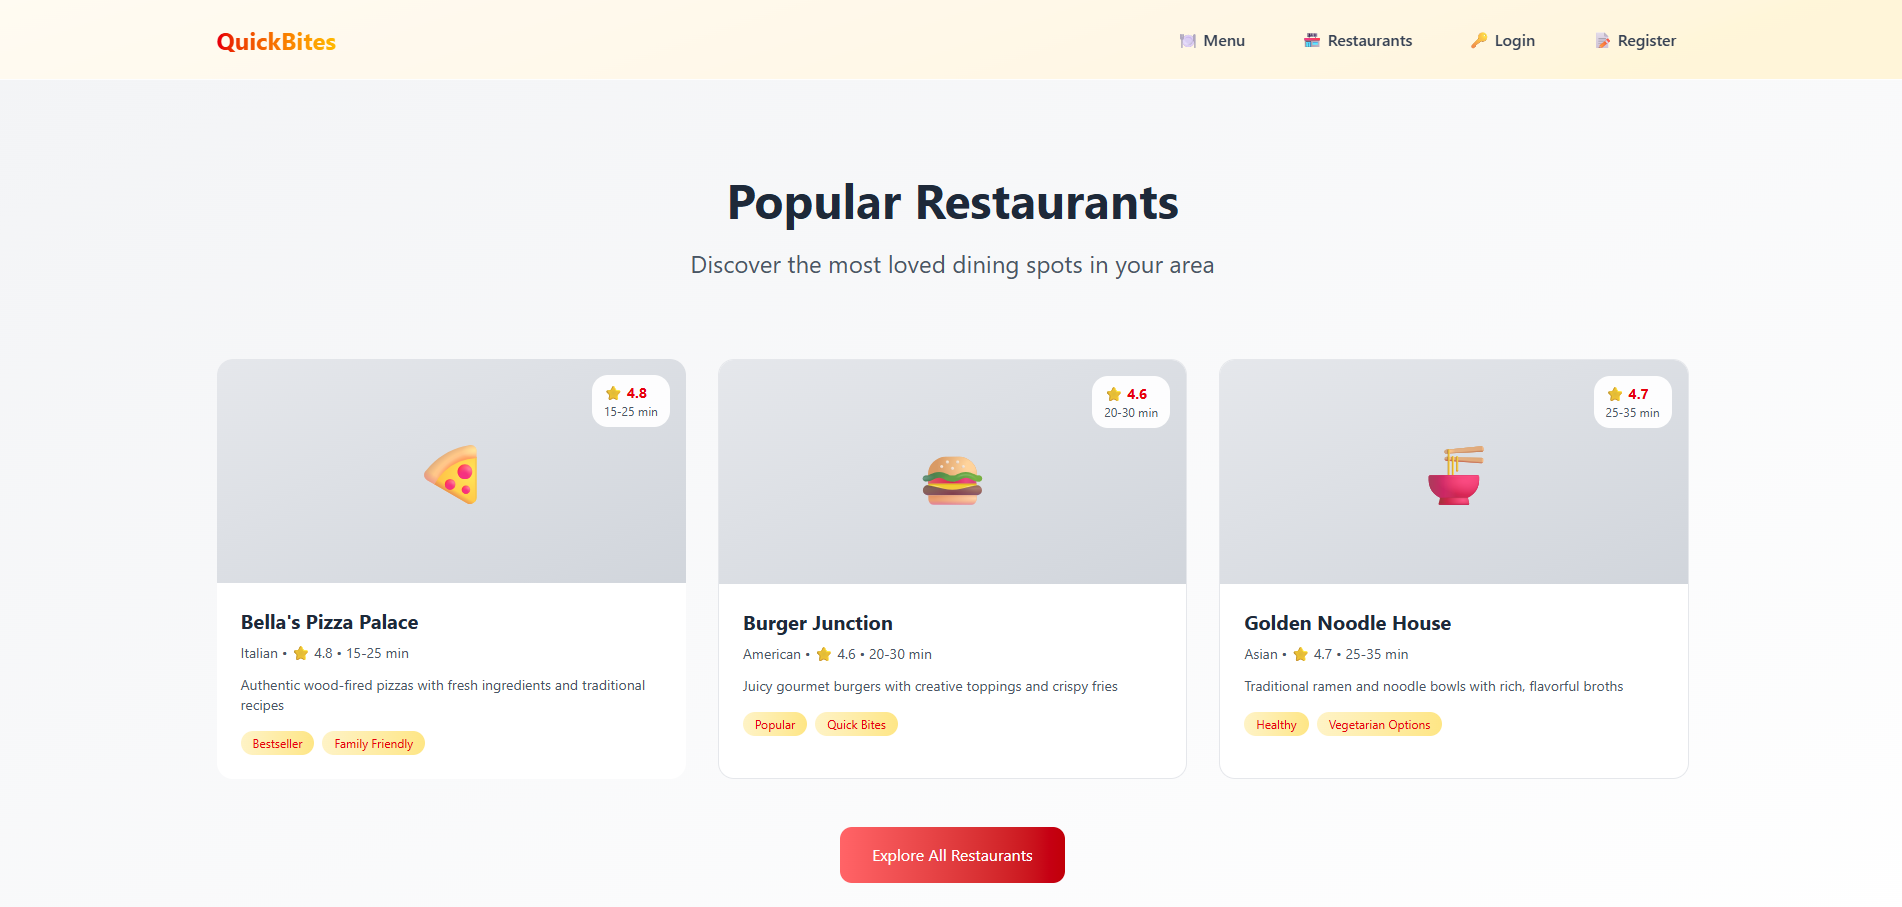 QuickBites
🍽️ Menu
🏪 Restaurants
🔑 Login
📝 Register
Popular Restaurants
Discover the most loved dining spots in your area
⭐ 4.8
15-25 min
⭐ 4.6
20-30 min
⭐ 4.7
25-35 min
Bella's Pizza Palace
Italian • ⭐ 4.8 • 15-25 min
Authentic wood-fired pizzas with fresh ingredients and traditional
recipes
Bestseller
Family Friendly
Burger Junction
American • ⭐ 4.6 • 20-30 min
Juicy gourmet burgers with creative toppings and crispy fries
Popular
Quick Bites
Golden Noodle House
Asian • ⭐ 4.7 • 25-35 min
Traditional ramen and noodle bowls with rich, flavorful broths
Healthy
Vegetarian Options
Explore All Restaurants